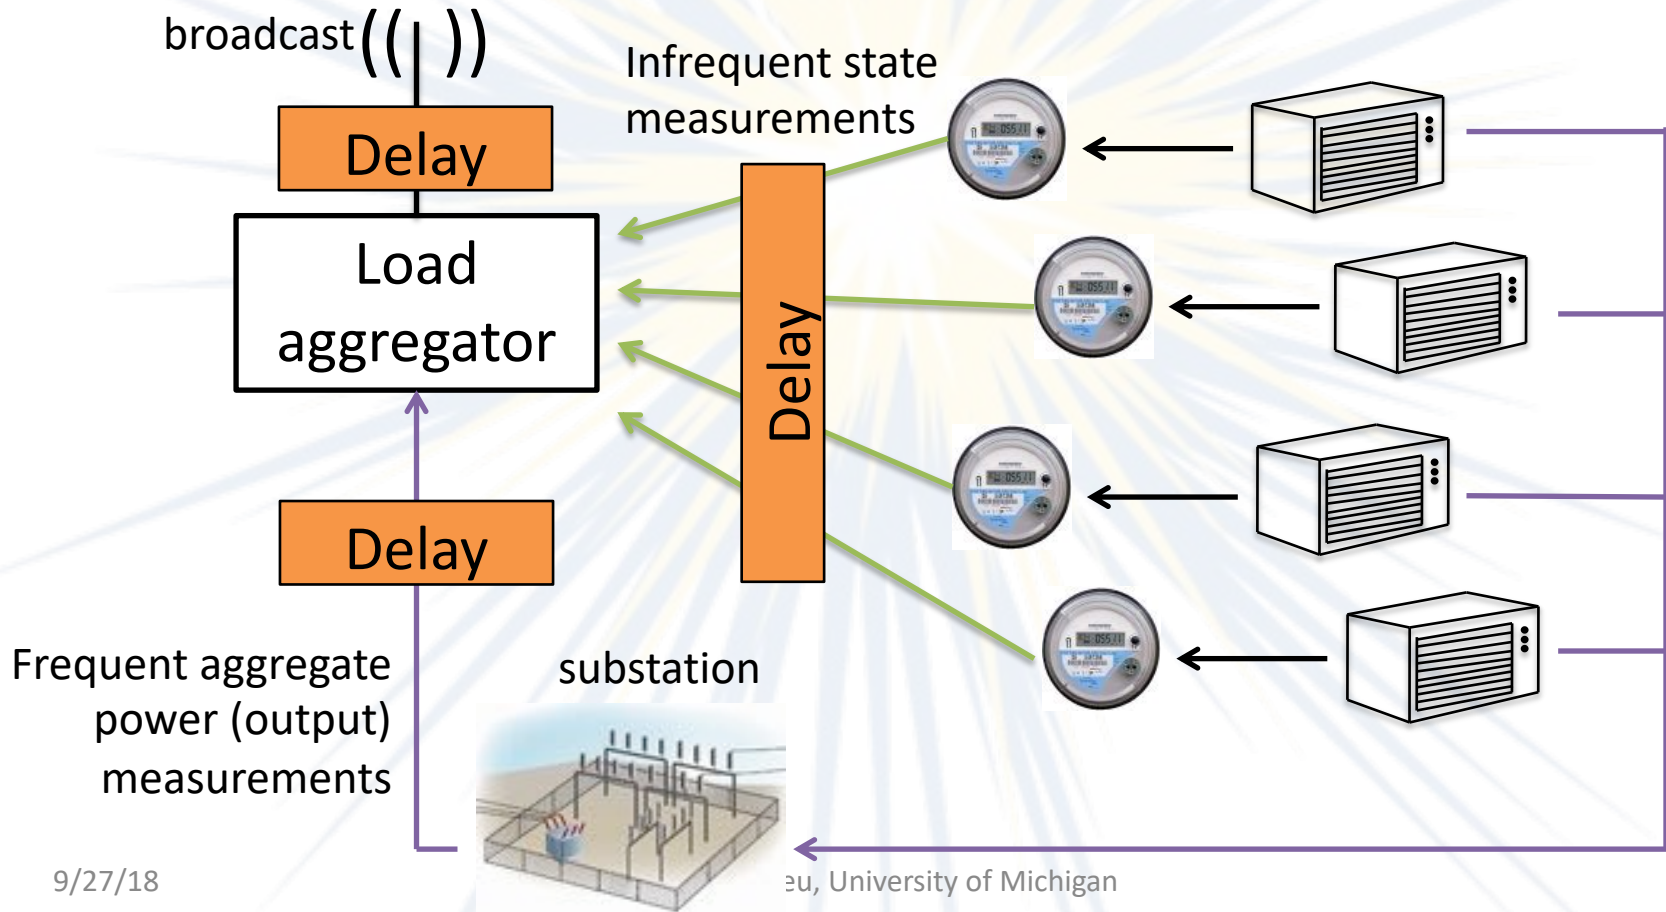 broadcast((  ))
Delay
Load
aggregator
Infrequent state
measurements
Delay
Delay
Frequent aggregate
power (output)
measurements
substation
9/27/18
University of Michigan